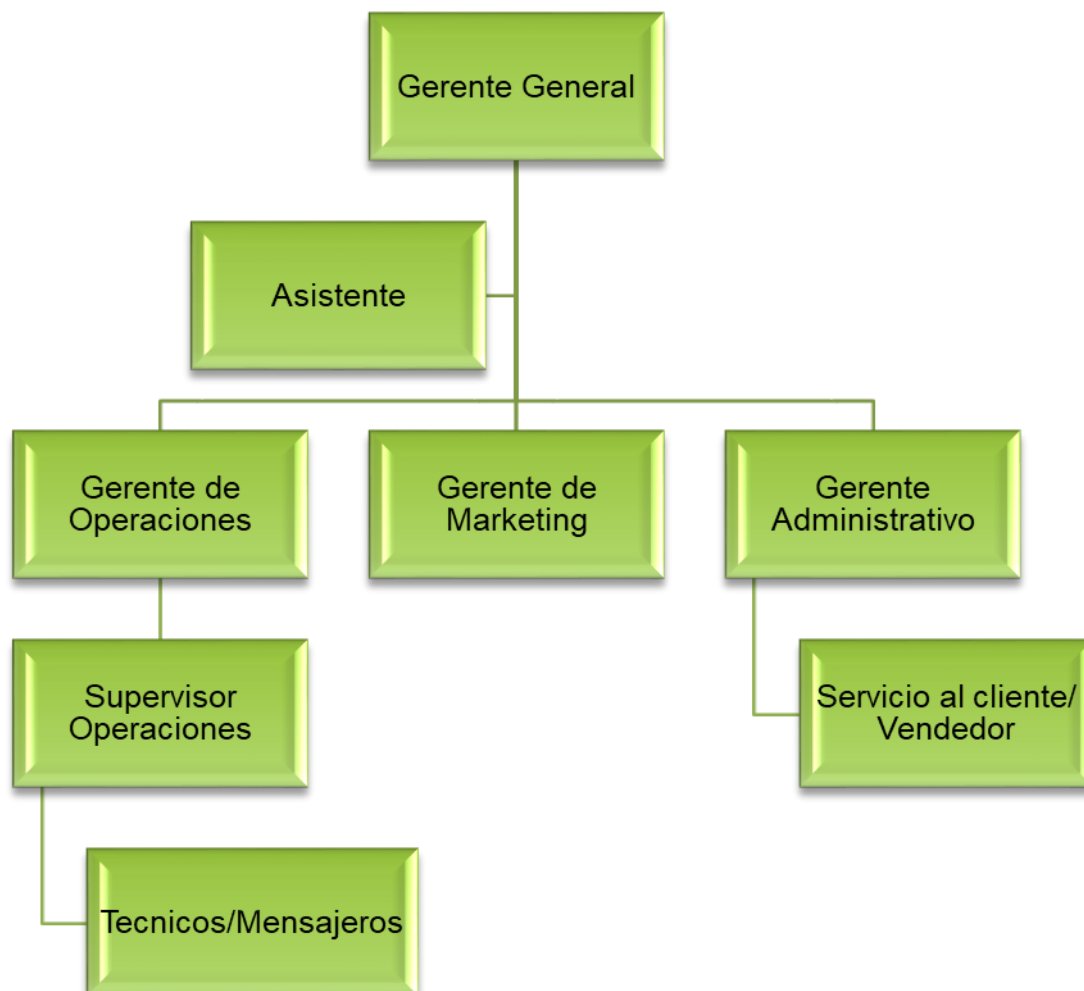 Gerente General
Asistente
Gerente de
Operaciones
Gerente de
Marketing
Gerente
Administrativo
Supervisor
Operaciones
Servicio al cliente/
Vendedor
Tecnicos/Mensajeros